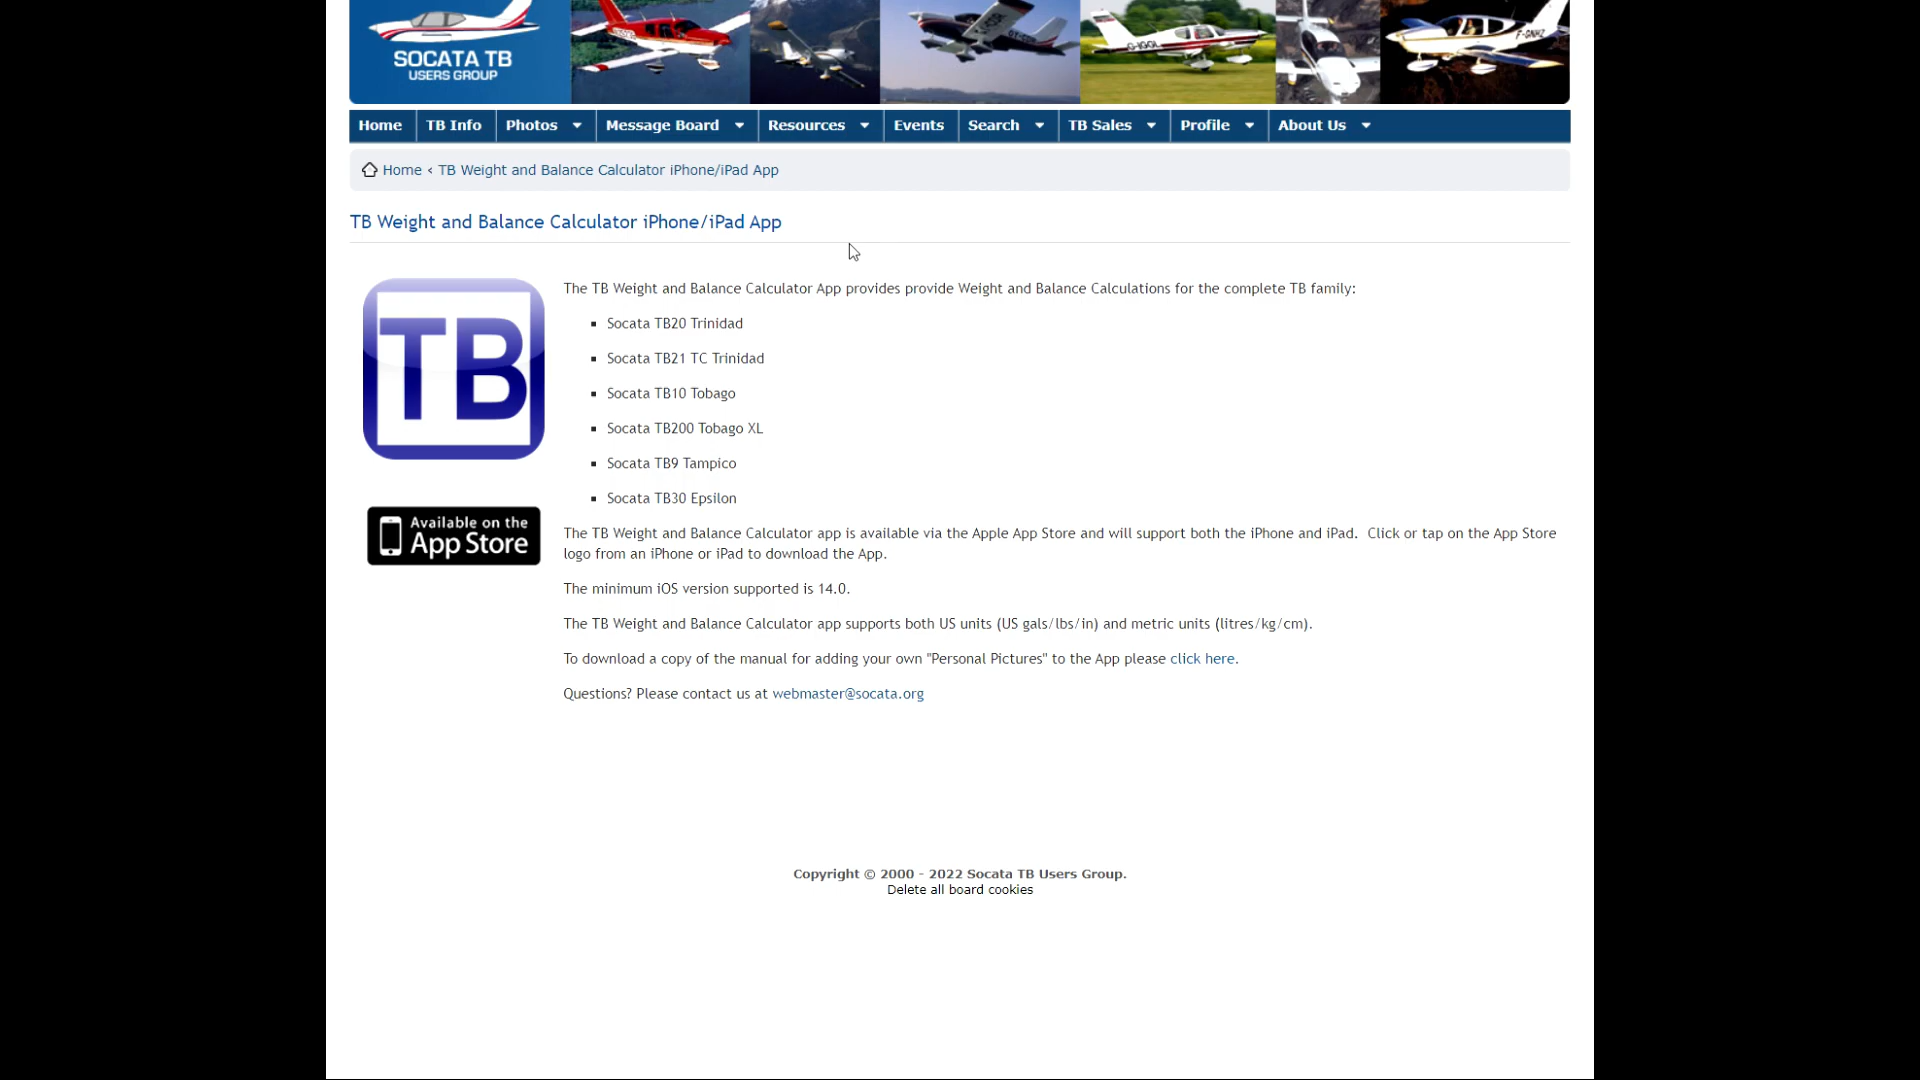 SOCATA TB
USERS GROUP
G-IGGL
F-GNHZ
Home TB Info Photos Message Board Resources Events Search TB Sales Profile About Us
Home ‹ TB Weight and Balance Calculator iPhone/iPad App
TB Weight and Balance Calculator iPhone/iPad App
TB
Available on the
App Store
The TB Weight and Balance Calculator App provides provide Weight and Balance Calculations for the complete TB family:
▪ Socata TB20 Trinidad
▪ Socata TB21 TC Trinidad
▪ Socata TB10 Tobago
▪ Socata TB200 Tobago XL
▪ Socata TB9 Tampico
▪ Socata TB30 Epsilon
The TB Weight and Balance Calculator app is available via the Apple App Store and will support both the iPhone and iPad. Click or tap on the App Store
logo from an iPhone or iPad to download the App.
The minimum iOS version supported is 14.0.
The TB Weight and Balance Calculator app supports both US units (US gals/lbs/in) and metric units (litres/kg/cm).
To download a copy of the manual for adding your own "Personal Pictures" to the App please click here.
Questions? Please contact us at webmaster@socata.org
Copyright © 2000 - 2022 Socata TB Users Group.
Delete all board cookies